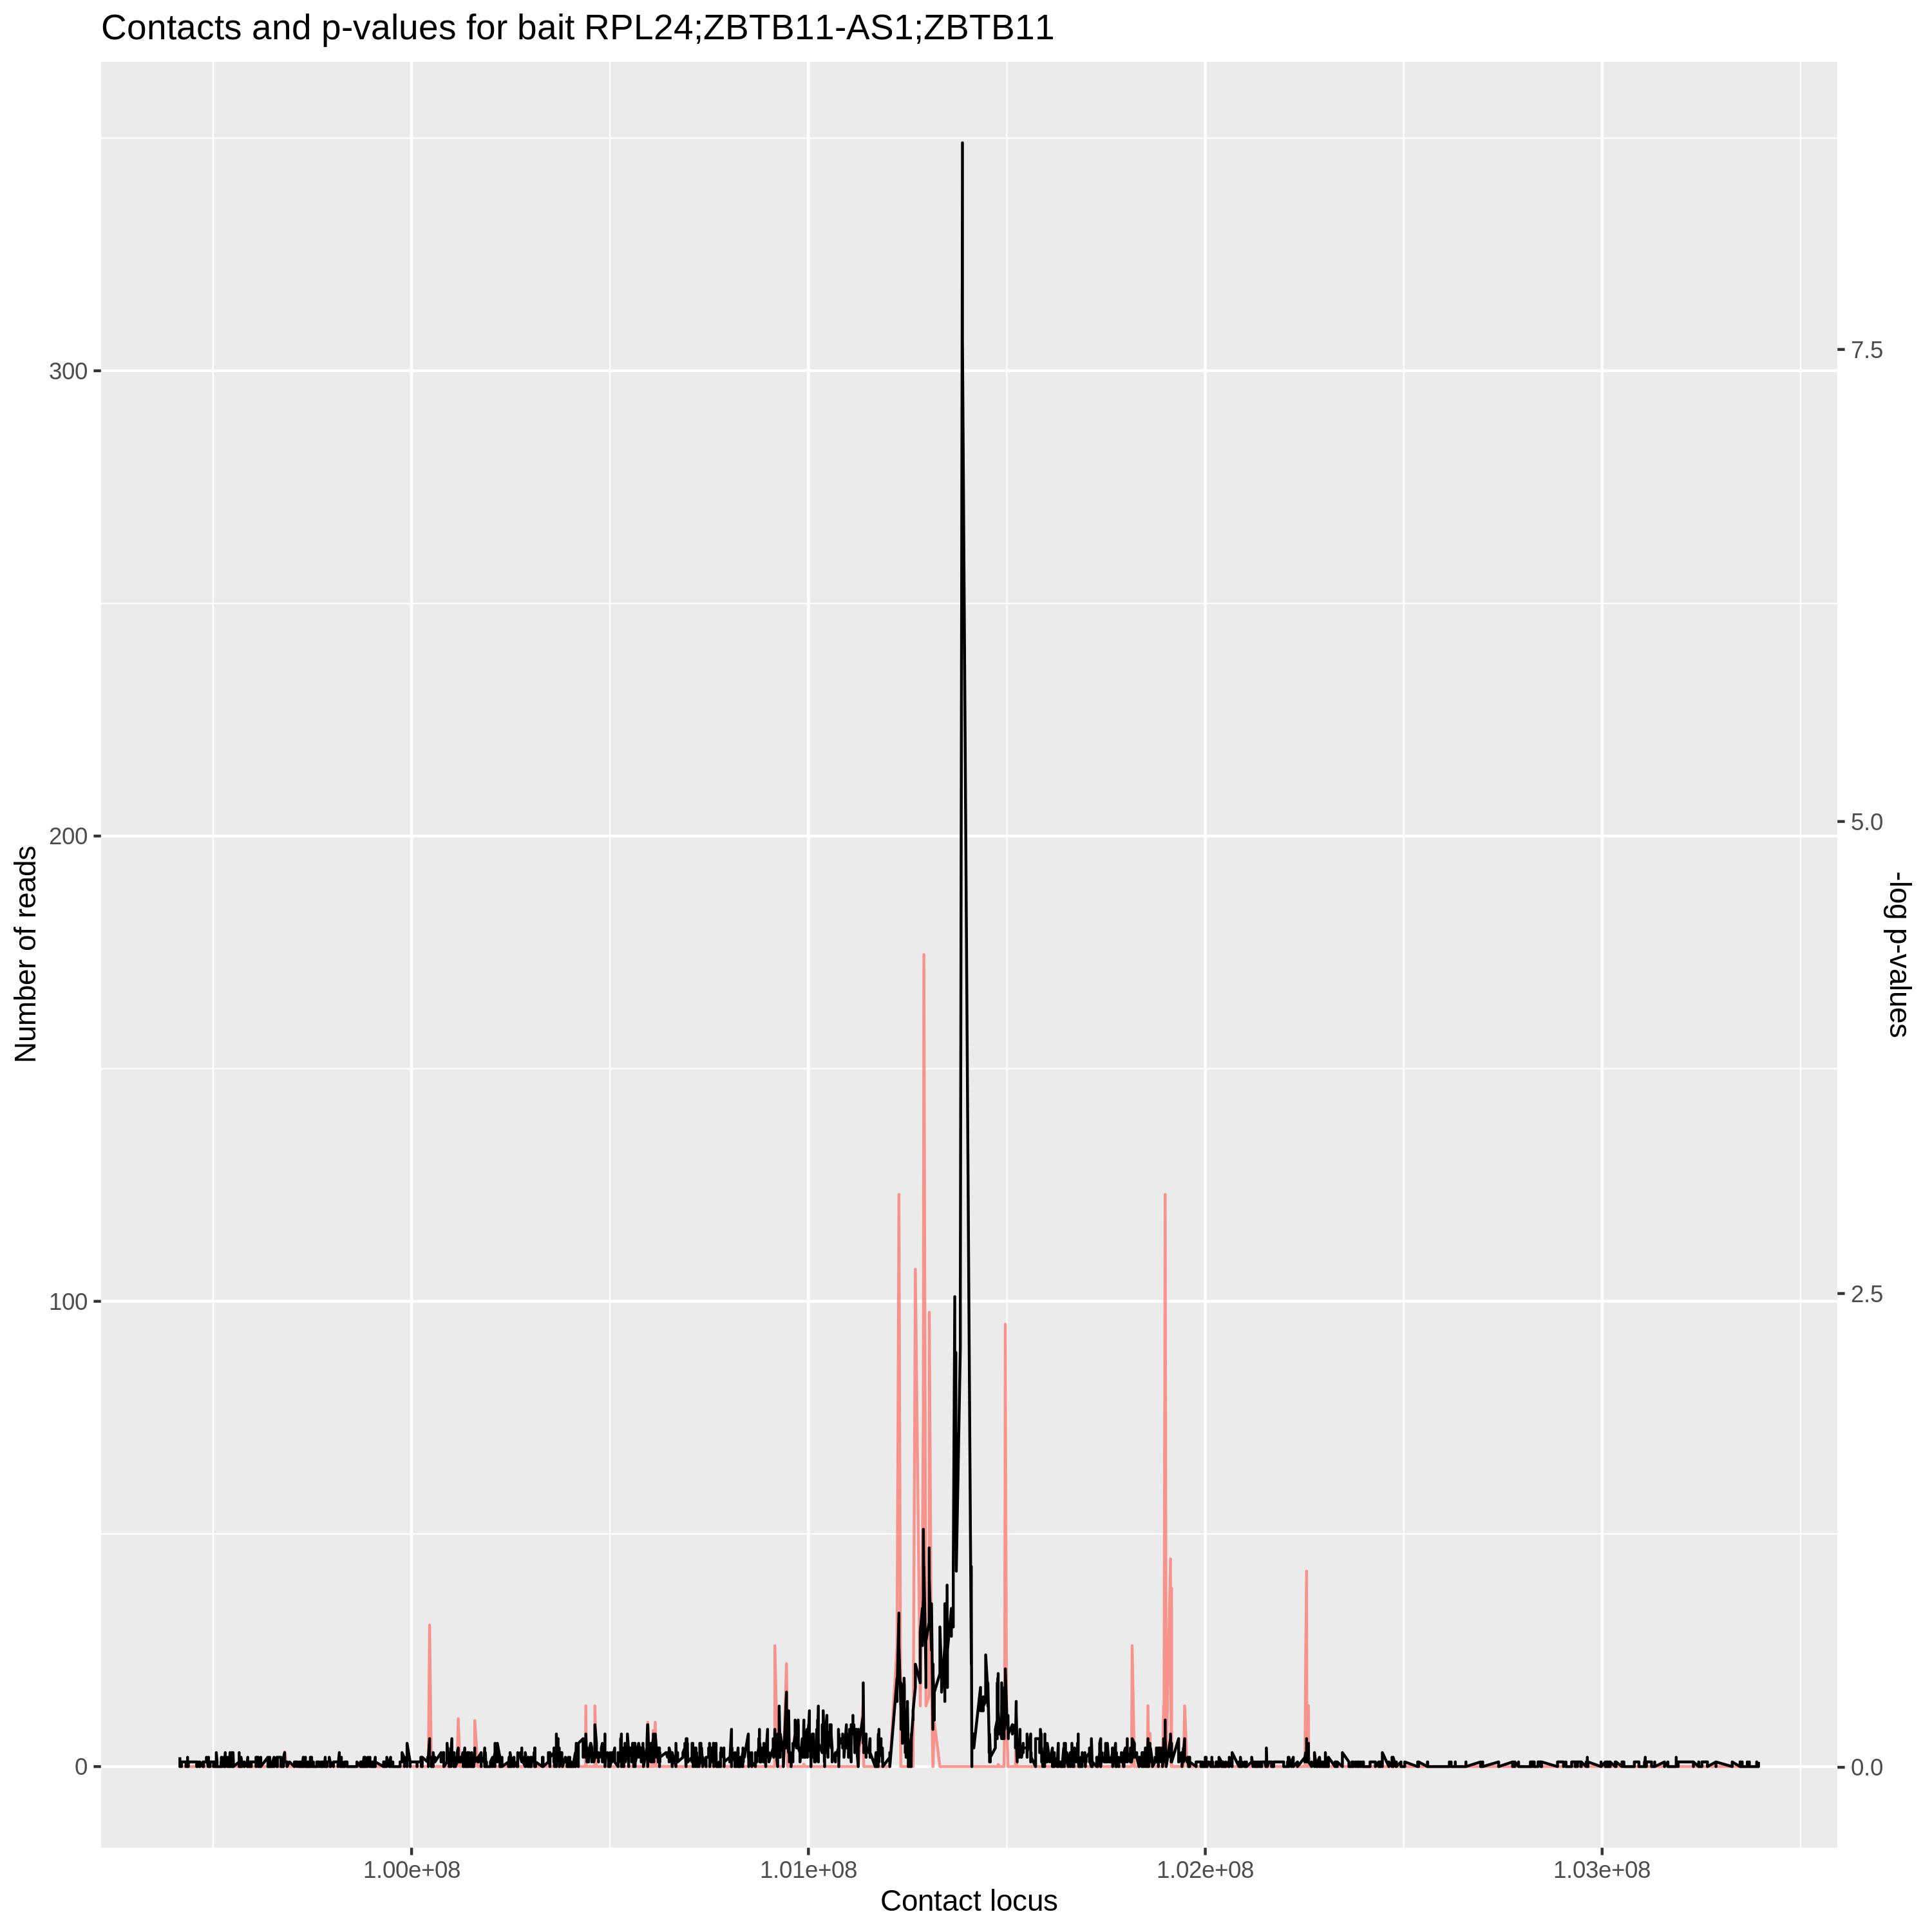 Contacts and p-values for bait RPL24;ZBTB11-AS1;ZBTB11
300
200
100
0
Number of reads
7.5
5.0
2.5
0.0
-log p-values
1.00e+08
1.01e+08
1.02e+08
1.03e+08
Contact locus